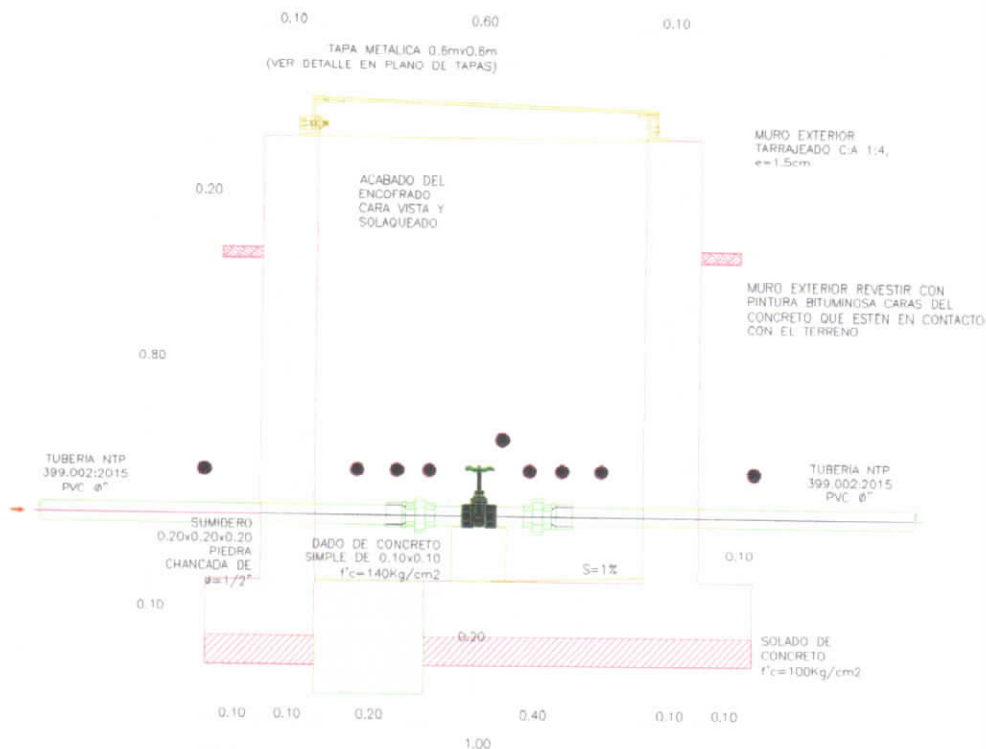 0.10
0.60
0.10
TAPA METALICA 0.6mx0.6m
(VER DETALLE EN PLANO DE TAPAS)
MURO EXTERIOR
TARRAJEADO C:A 1:4,
e=1.5cm
ACABADO DEL
ENCOFRADO
CARA VISTA Y
SOLAQUEADO
0.20
MURO EXTERIOR REVESTIR CON
PINTURA BITUMINOSA CARAS DEL
CONCRETO QUE ESTEN EN CONTACTO
CON EL TERRENO
0.80
TUBERIA NTP
399.002:2015
PVC ø"
TUBERIA NTP
399.002:2015
PVC ø"
SUMIDERO
0.20x0.20x0.20
PIEDRA
CHANCADA DE
ø=1/2"
DADO DE CONCRETO
SIMPLE DE 0.10x0.10
f'c=140Kg/cm2
S=1%
0.10
0.10
0.20
SOLADO DE
CONCRETO
f'c=100Kg/cm2
0.10
0.10
0.20
0.40
0.10
0.10
1.00